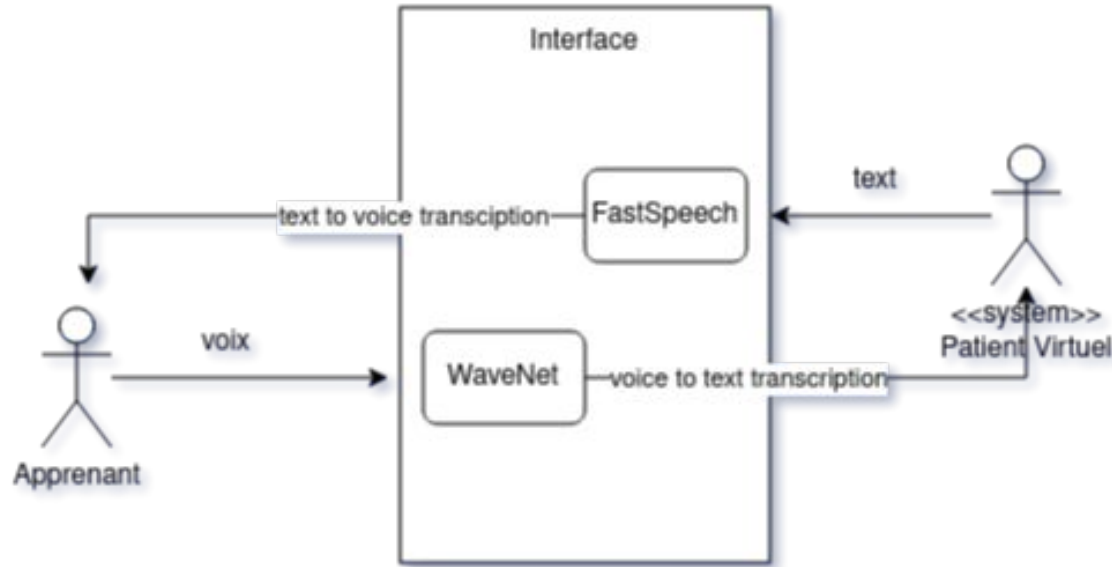 Interface
text
FastSpeech
text to voice transciption
<<system>>
Patient Virtuel
voix
WaveNet
voice to text transcription
Apprenant